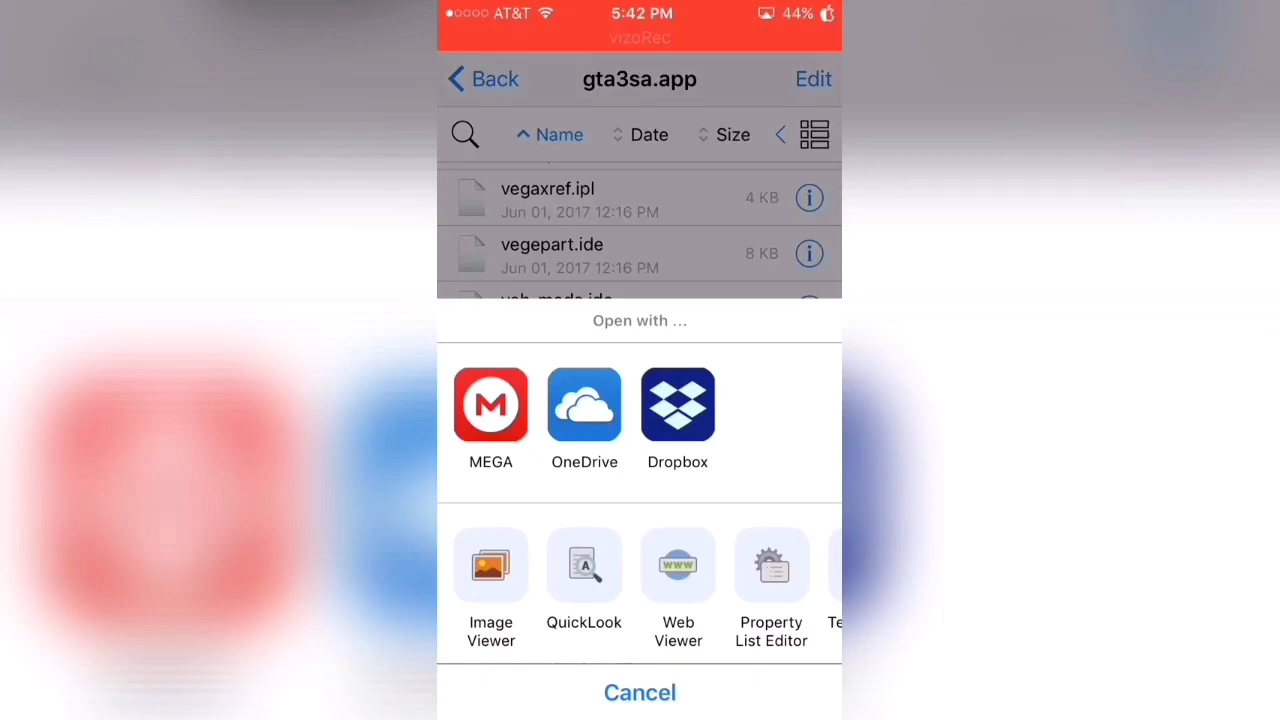 AT&T 5:42 PM 44%
vizoRec
Back gta3sa.app Edit
Name Date Size
vegaxref.ipl
4 KB
Jun 01, 2017 12:16 PM
vegepart.ide
8 KB
Jun 01, 2017 12:16 PM
Open with ...
MEGA OneDrive Dropbox
Image Viewer
QuickLook
Web Viewer
Property List Editor
Te
Cancel